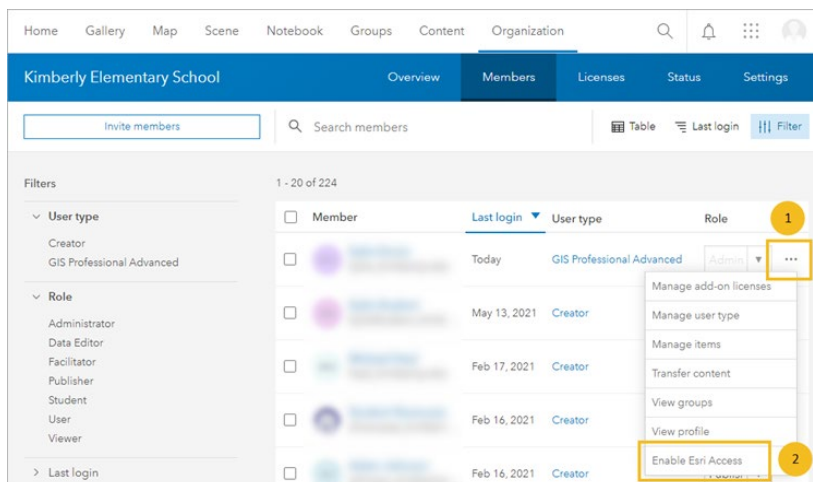 Home Gallery Map Scene Notebook Groups Content Organization
Kimberly Elementary School Overview Members Licenses Status Settings
Invite members Search members Table Last login Filter
Filters 1 - 20 of 224
User type Member Last login User type Role 1
Creator
GIS Professional Advanced Today GIS Professional Advanced Admin ...
Manage add-on licenses
Role
May 13, 2021 Creator Manage user type
Administrator
Data Editor Manage items
Facilitator
Feb 17, 2021 Creator Transfer content
Publisher
Student View groups
User
Feb 16, 2021 Creator View profile
Viewer
Enable Esri Access 2
Last login Feb 16, 2021 Creator